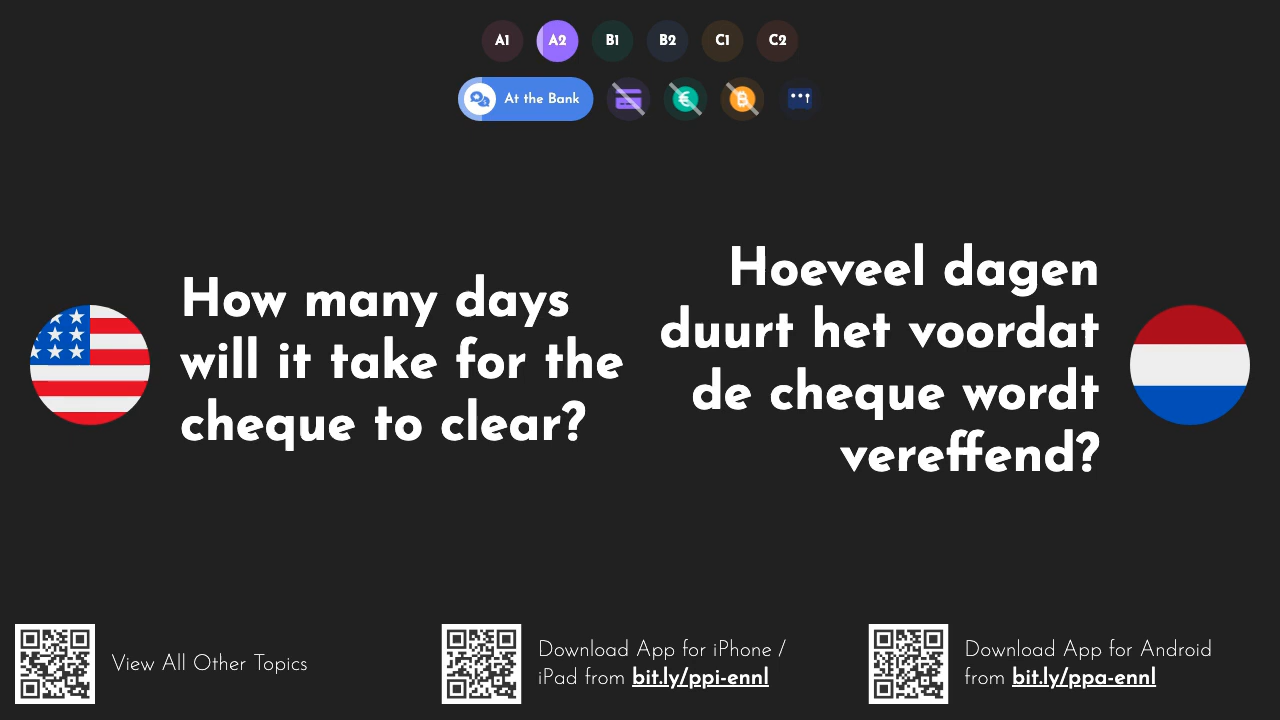 A1 A2 B1 B2 C1 C2
At the Bank
How many days
will it take for the
cheque to clear?
Hoeveel dagen
duurt het voordat
de cheque wordt
vereffend?
View All Other Topics
Download App for iPhone /
iPad from bit.ly/ppi-ennl
Download App for Android
from bit.ly/ppa-ennl